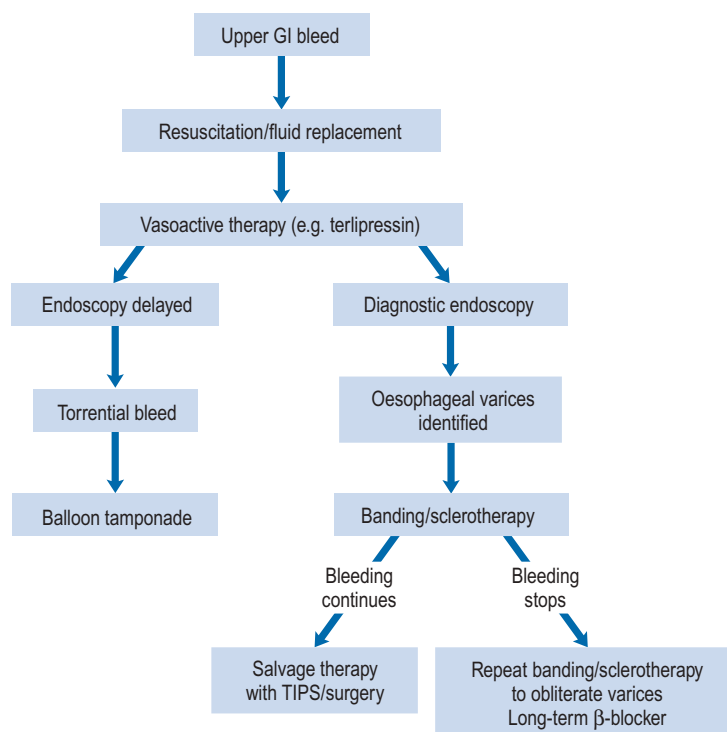 Upper GI bleed
Resuscitation/fluid replacement
Vasoactive therapy (e.g. terlipressin)
Endoscopy delayed
Diagnostic endoscopy
Torrential bleed
Oesophageal varices
identified
Balloon tamponade
Banding/sclerotherapy
Bleeding
continues
Bleeding
stops
Salvage therapy
with TIPS/surgery
Repeat banding/sclerotherapy
to obliterate varices
Long-term β-blocker